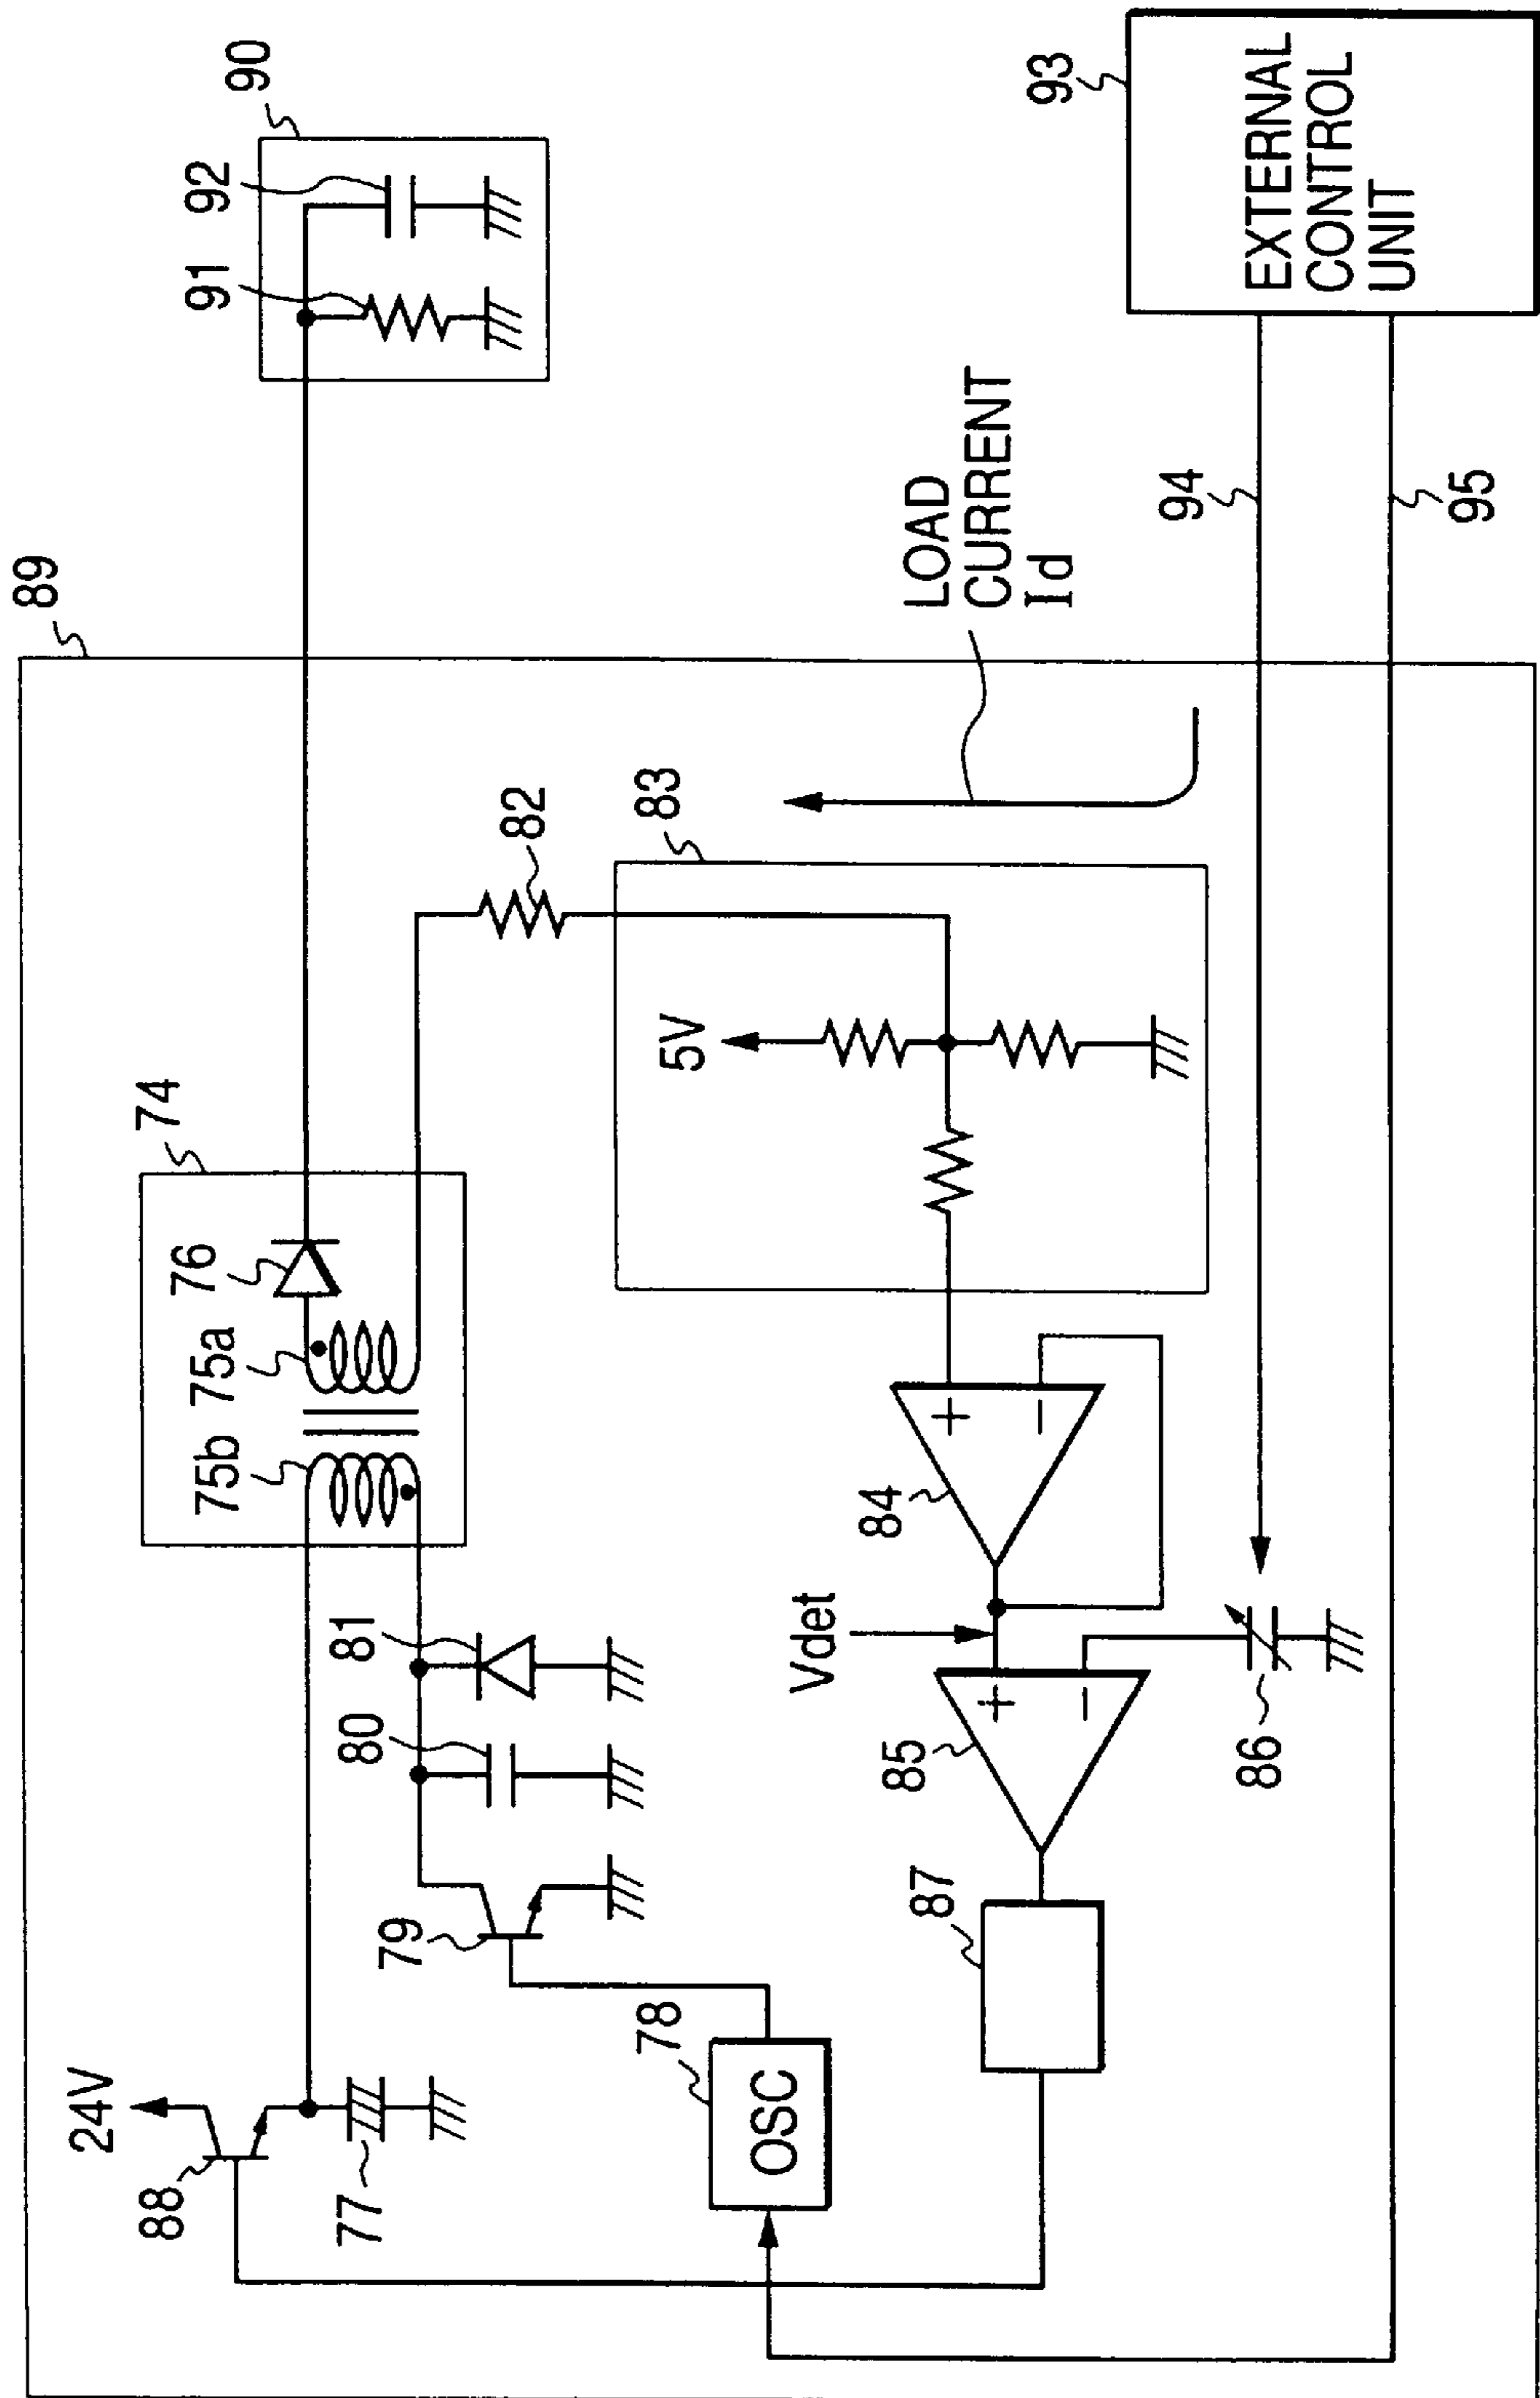 89
90
91
92
74
75b
75a
76
82
83
5V
LOAD
CURRENT
Id
93
EXTERNAL
CONTROL
UNIT
94
95
24V
88
77
79
80
81
78
OSC
Vdet
84
85
86
87
+
−
+
−